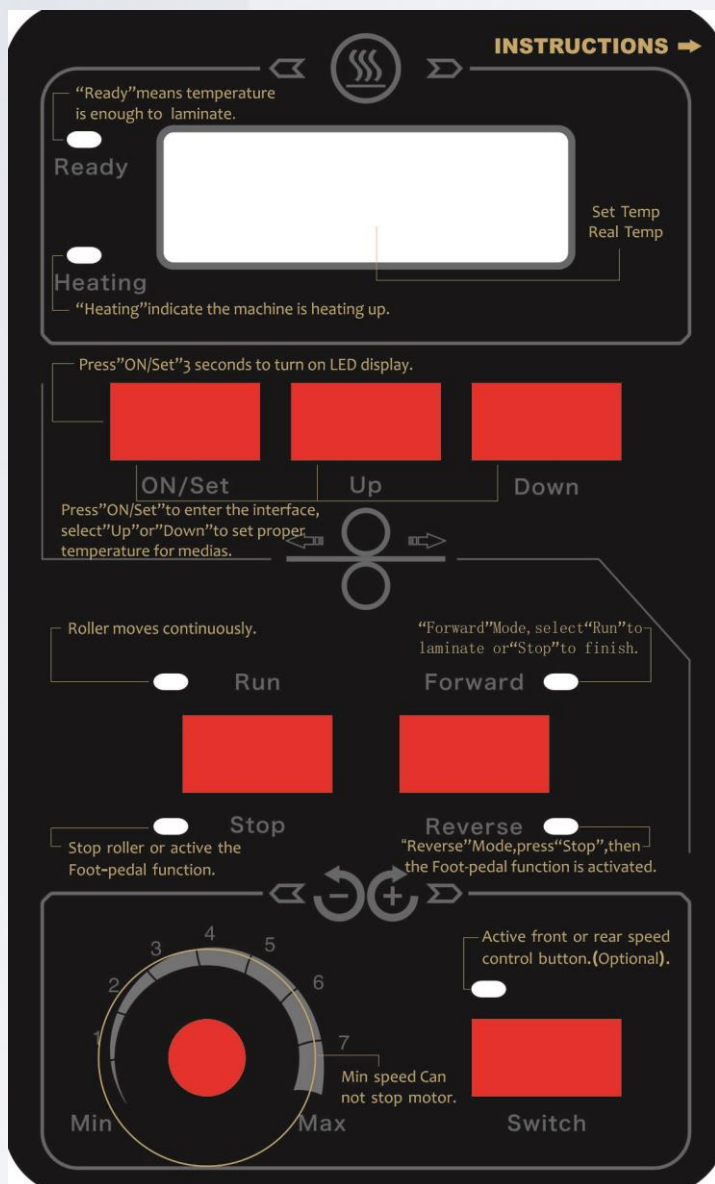 INSTRUCTIONS
“Ready”means temperature
is enough to laminate.
Ready
Set Temp
Real Temp
Heating
“Heating”indicate the machine is heating up.
Press”ON/Set”3 seconds to turn on LED display.
ON/Set
Up
Down
Press”ON/Set”to enter the interface,
select”Up”or”Down”to set proper
temperature for medias.
Roller moves continuously.
“Forward”Mode, select“Run”to
laminate or“Stop”to finish.
Run
Forward
Stop
Reverse
Stop roller or active the
Foot-pedal function.
“Reverse”Mode,press“Stop”,then
the Foot-pedal function is activated.
− +
Active front or rear speed
control button.(Optional).
1
2
3
4
5
6
7
Min speed Can
not stop motor.
Min
Max
Switch